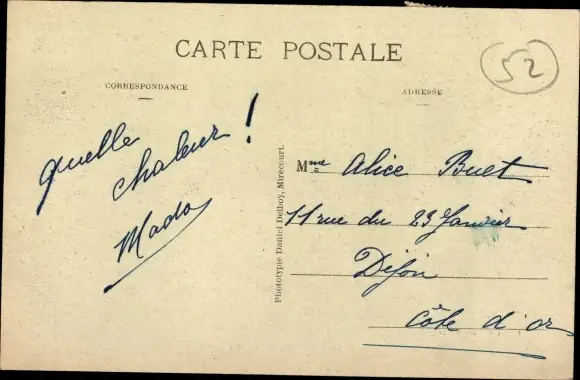 CARTE POSTALE
52
CORRESPONDANCE
ADRESSE
quelle
chaleur !
Mado
Phototypie Daniel Delboy, Mirecourt.
Mme Alice Buet
11 rue du 29 Janvier
Dijon
Côte d'or